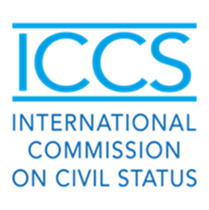 ICCS
INTERNATIONAL
COMMISSION
ON CIVIL STATUS